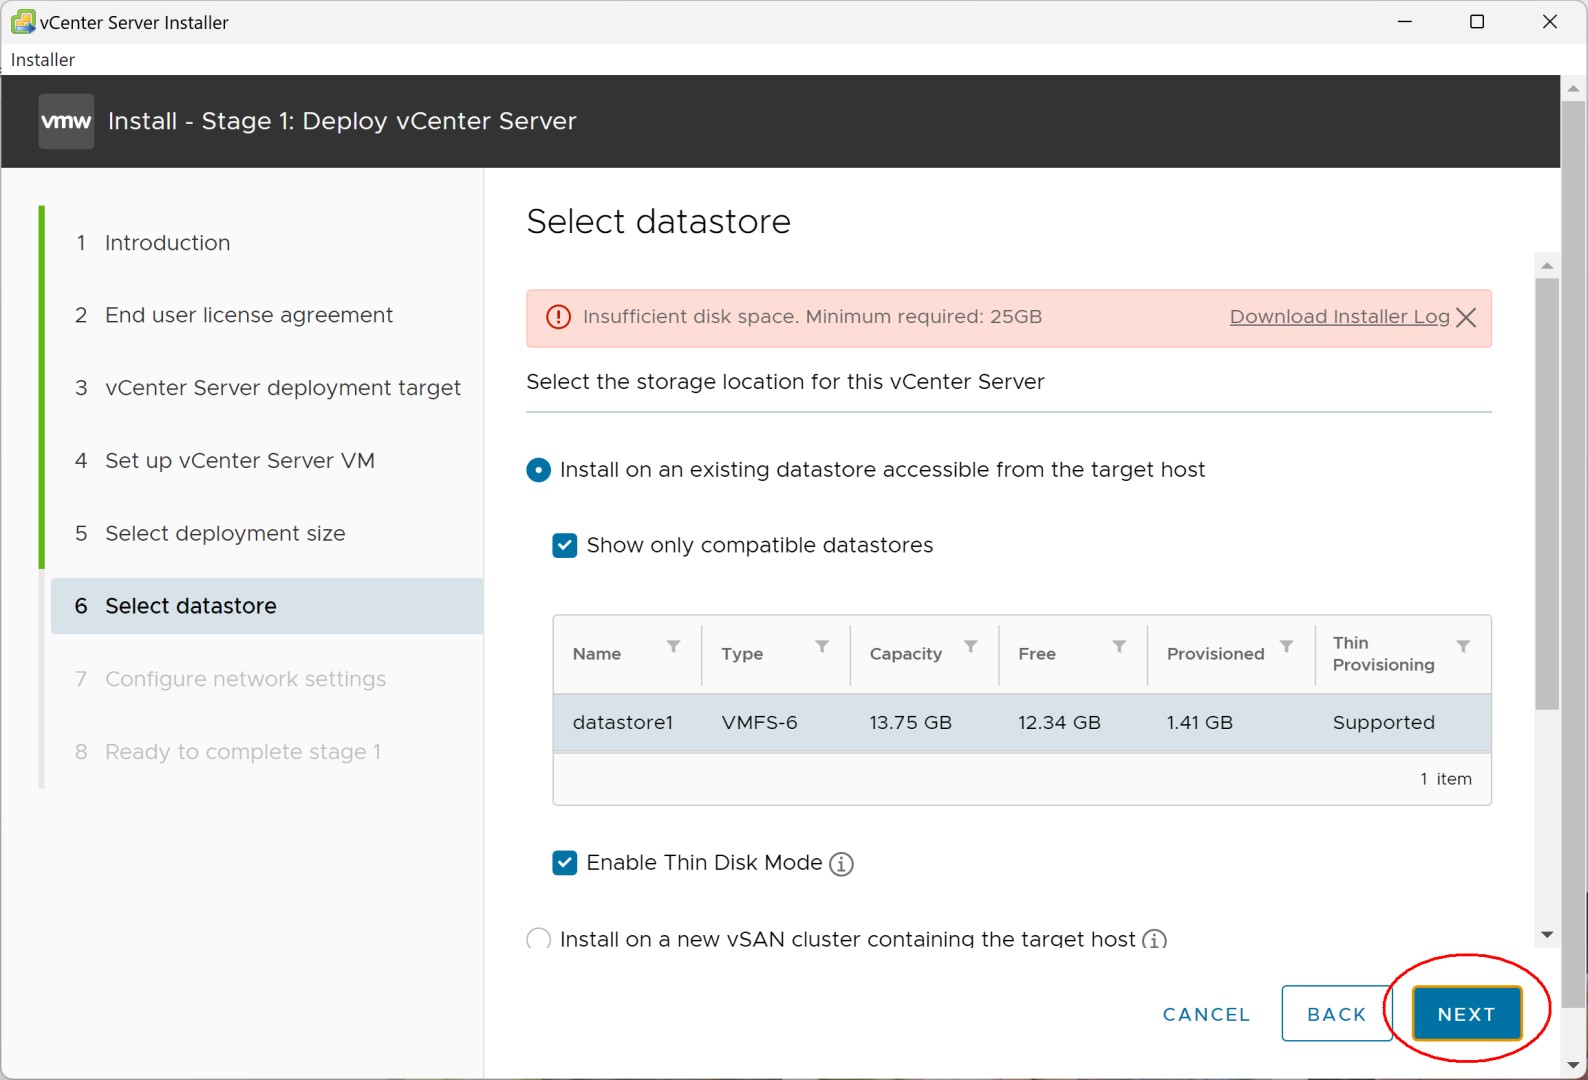 vCenter Server Installer
Installer
vmw Install - Stage 1: Deploy vCenter Server
1 Introduction
2 End user license agreement
3 vCenter Server deployment target
4 Set up vCenter Server VM
5 Select deployment size
6 Select datastore
7 Configure network settings
8 Ready to complete stage 1
Select datastore
Insufficient disk space. Minimum required: 25GB Download Installer Log
Select the storage location for this vCenter Server
Install on an existing datastore accessible from the target host
Show only compatible datastores
Name Type Capacity Free Provisioned Thin Provisioning
datastore1 VMFS-6 13.75 GB 12.34 GB 1.41 GB Supported
1 item
Enable Thin Disk Mode
Install on a new vSAN cluster containing the target host
CANCEL BACK NEXT